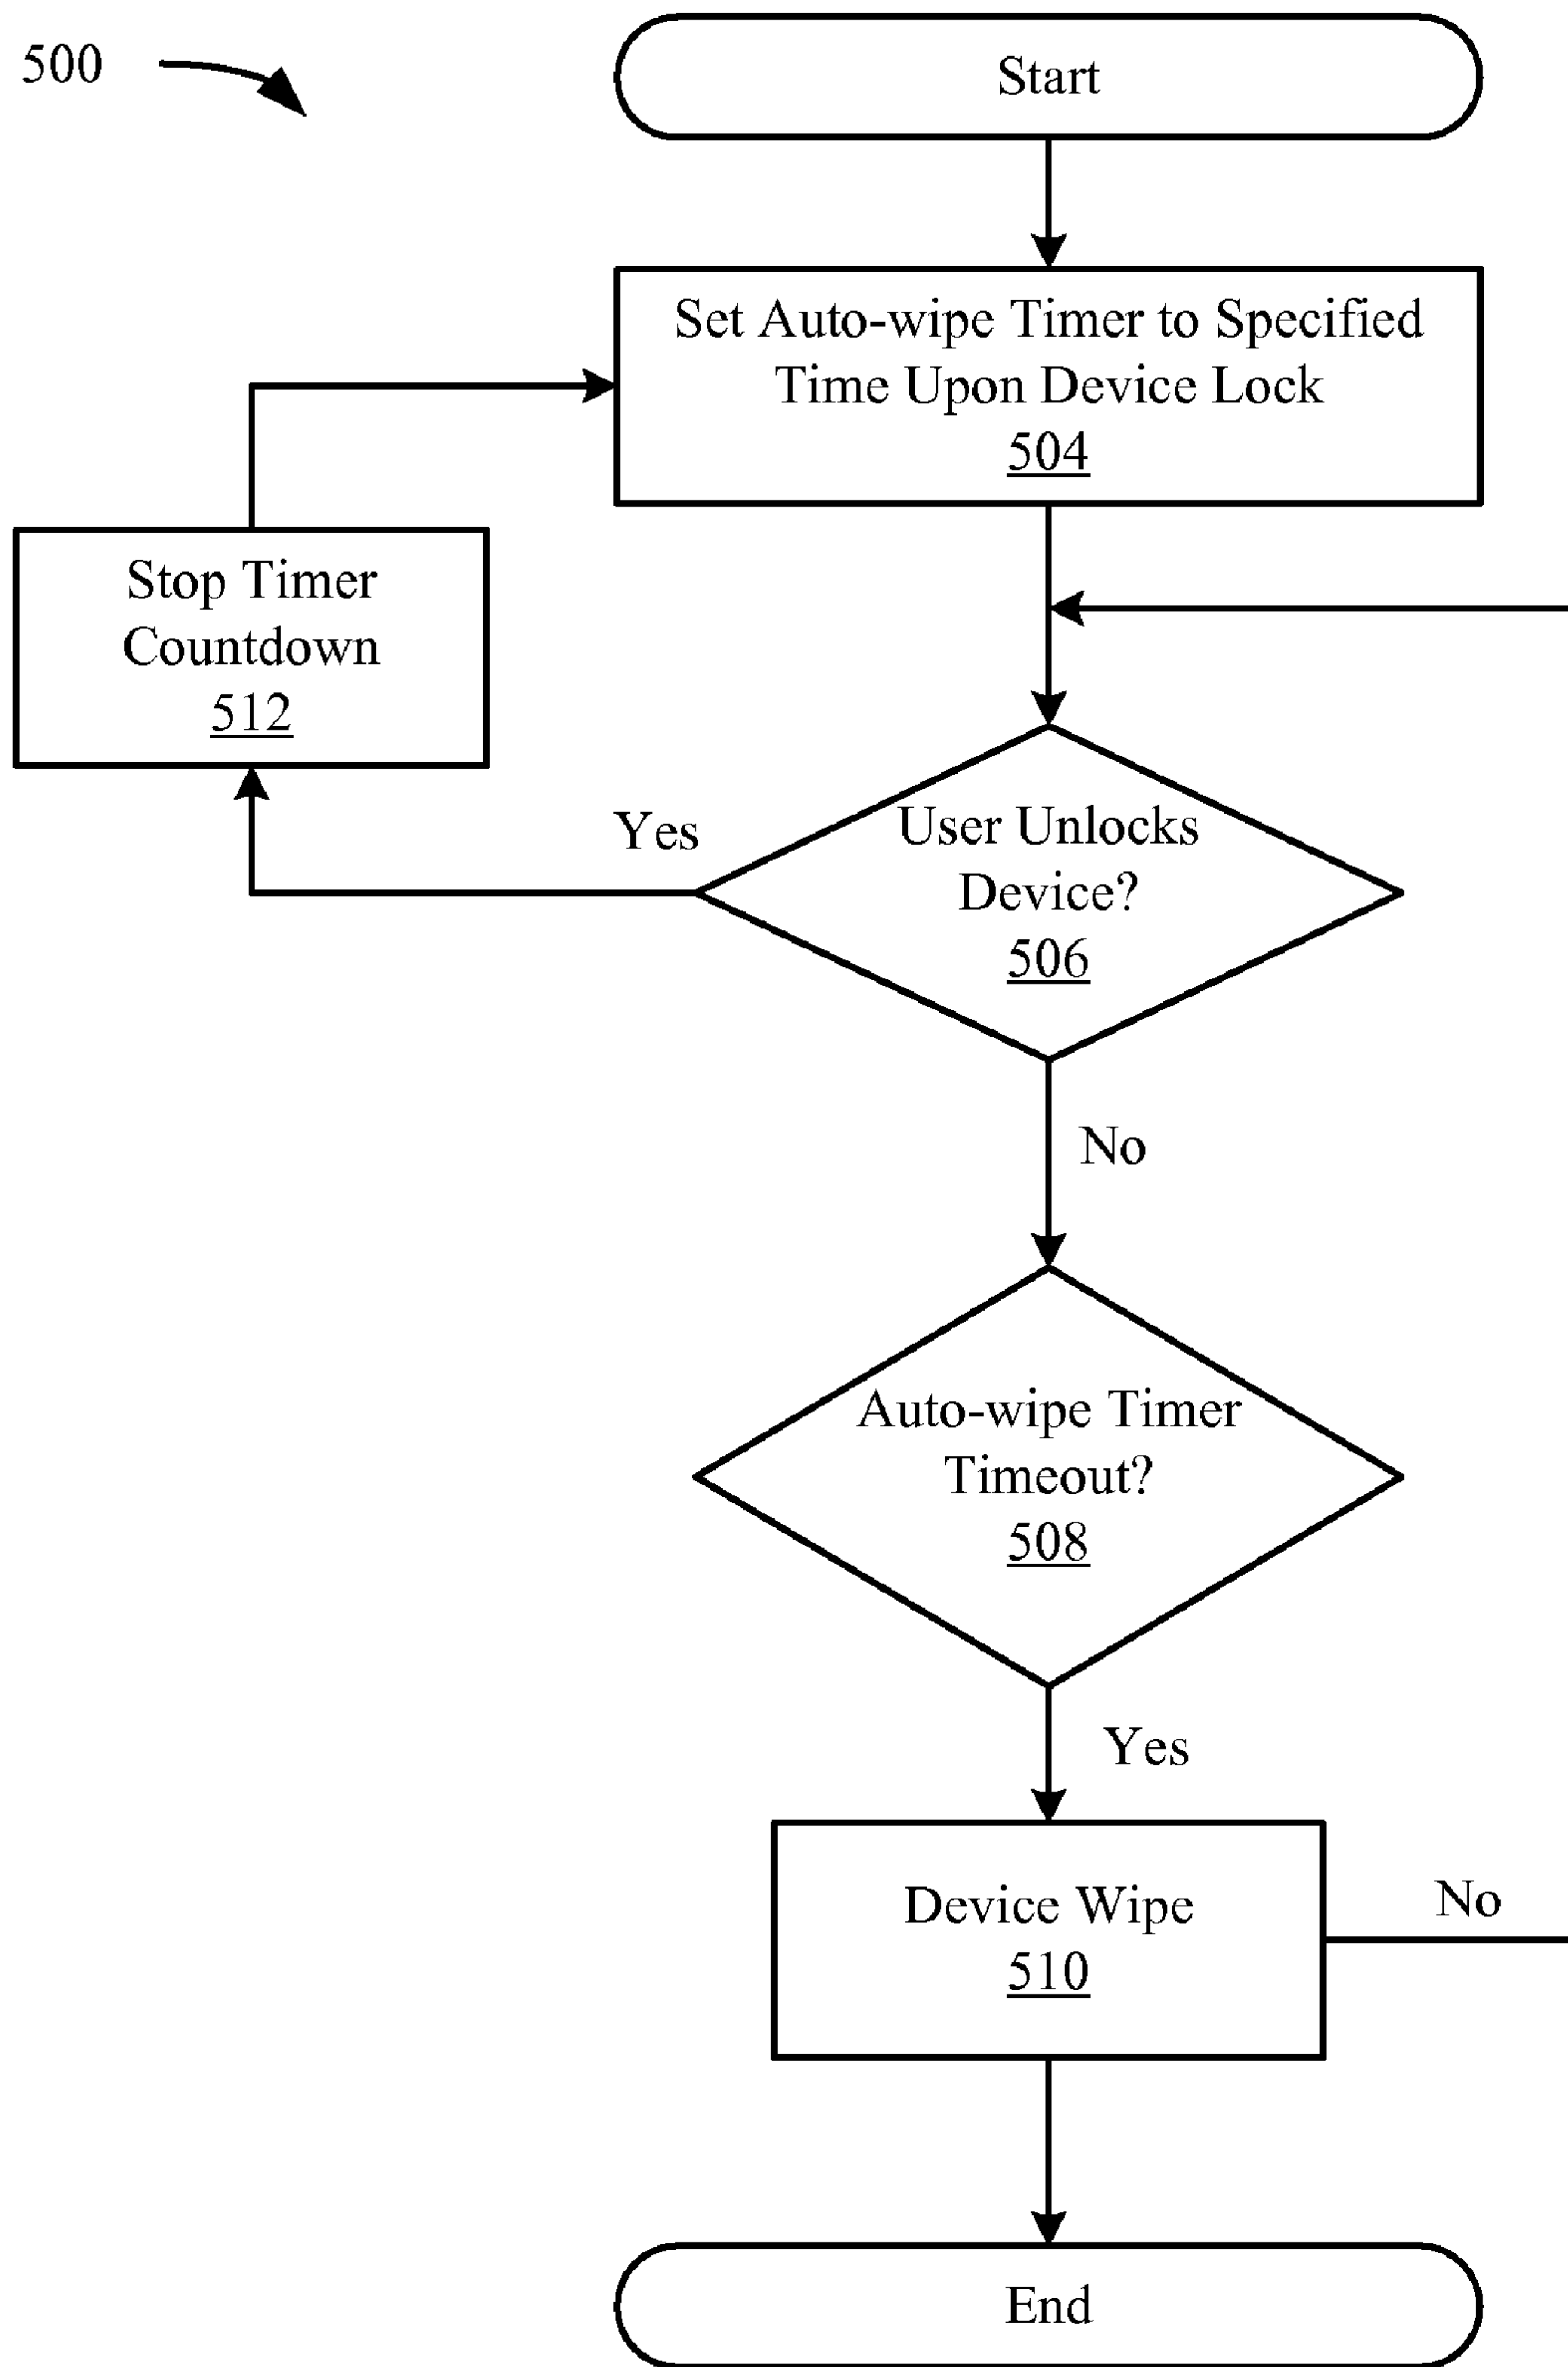 500
Start
Set Auto-wipe Timer to Specified
Time Upon Device Lock
504
Stop Timer
Countdown
512
Yes
User Unlocks
Device?
506
No
Auto-wipe Timer
Timeout?
508
Yes
Device Wipe
510
No
End